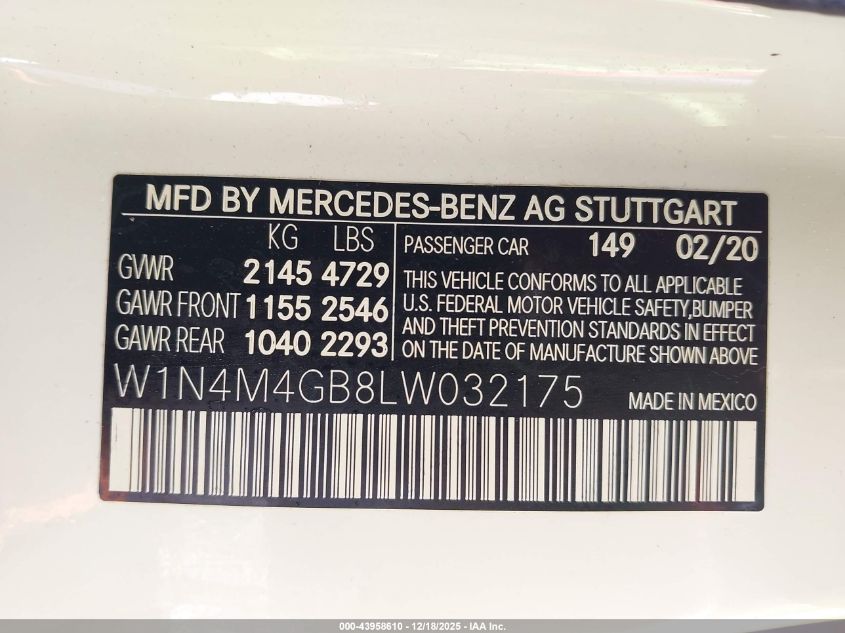 MFD BY MERCEDES-BENZ AG STUTTGART
KG LBS
GVWR 2145 4729
GAWR FRONT 1155 2546
GAWR REAR 1040 2293
PASSENGER CAR 149 02/20
THIS VEHICLE CONFORMS TO ALL APPLICABLE
U.S. FEDERAL MOTOR VEHICLE SAFETY,BUMPER
AND THEFT PREVENTION STANDARDS IN EFFECT
ON THE DATE OF MANUFACTURE SHOWN ABOVE
W1N4M4GB8LW032175
MADE IN MEXICO
000-43958610 - 12/18/2025 - IAA Inc.